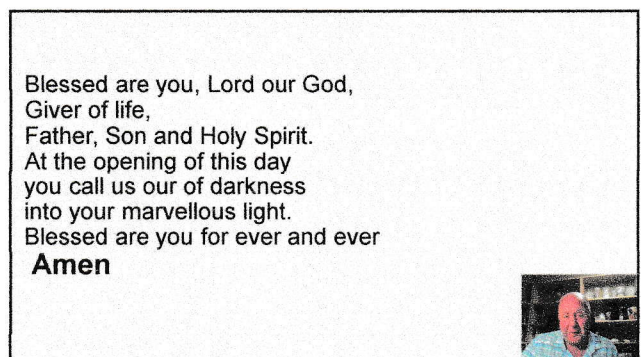 Blessed are you, Lord our God,
Giver of life,
Father, Son and Holy Spirit.
At the opening of this day
you call us our of darkness
into your marvellous light.
Blessed are you for ever and ever
Amen